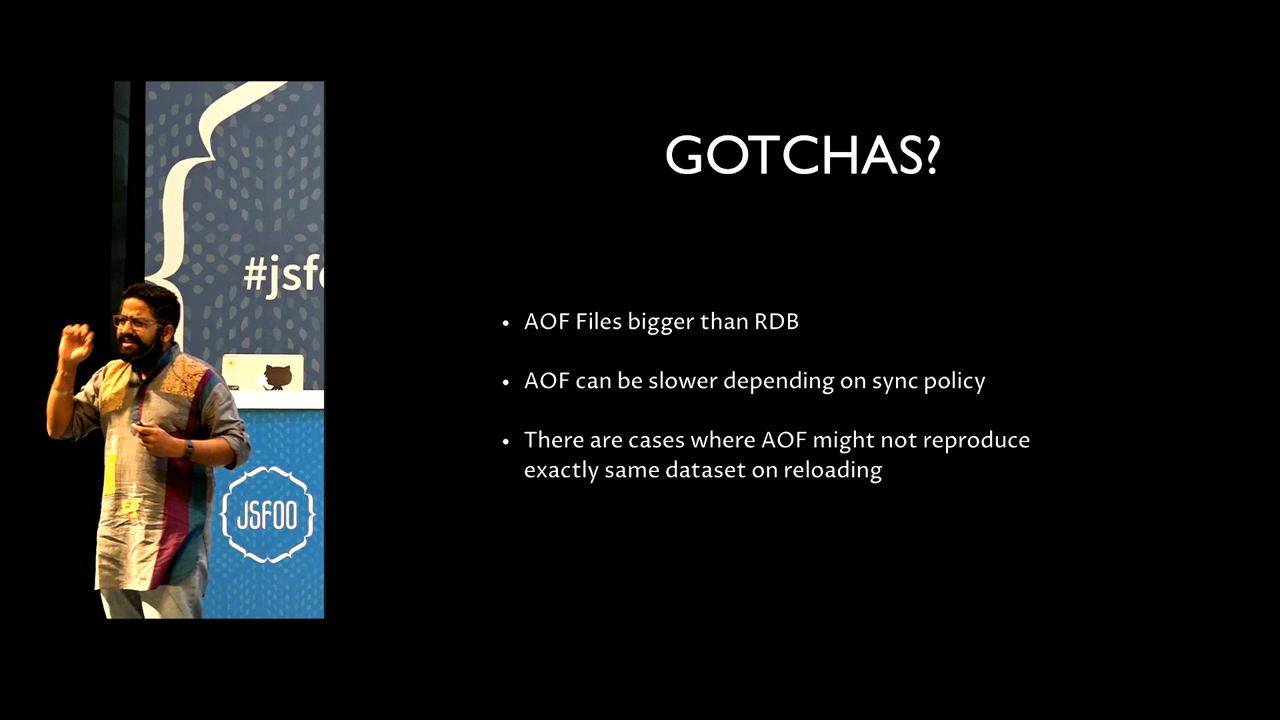 GOTCHAS?
#jsf
• AOF Files bigger than RDB
• AOF can be slower depending on sync policy
• There are cases where AOF might not reproduce
exactly same dataset on reloading
JSFOO